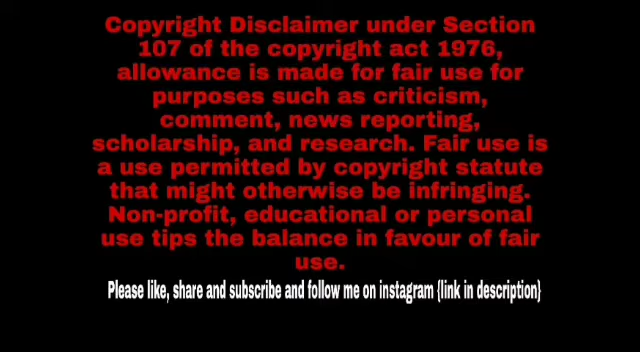 Copyright Disclaimer under Section
107 of the copyright act 1976,
allowance is made for fair use for
purposes such as criticism,
comment, news reporting,
scholarship, and research. Fair use is
a use permitted by copyright statute
that might otherwise be infringing.
Non-profit, educational or personal
use tips the balance in favour of fair
use.
Please like, share and subscribe and follow me on instagram {link in description}